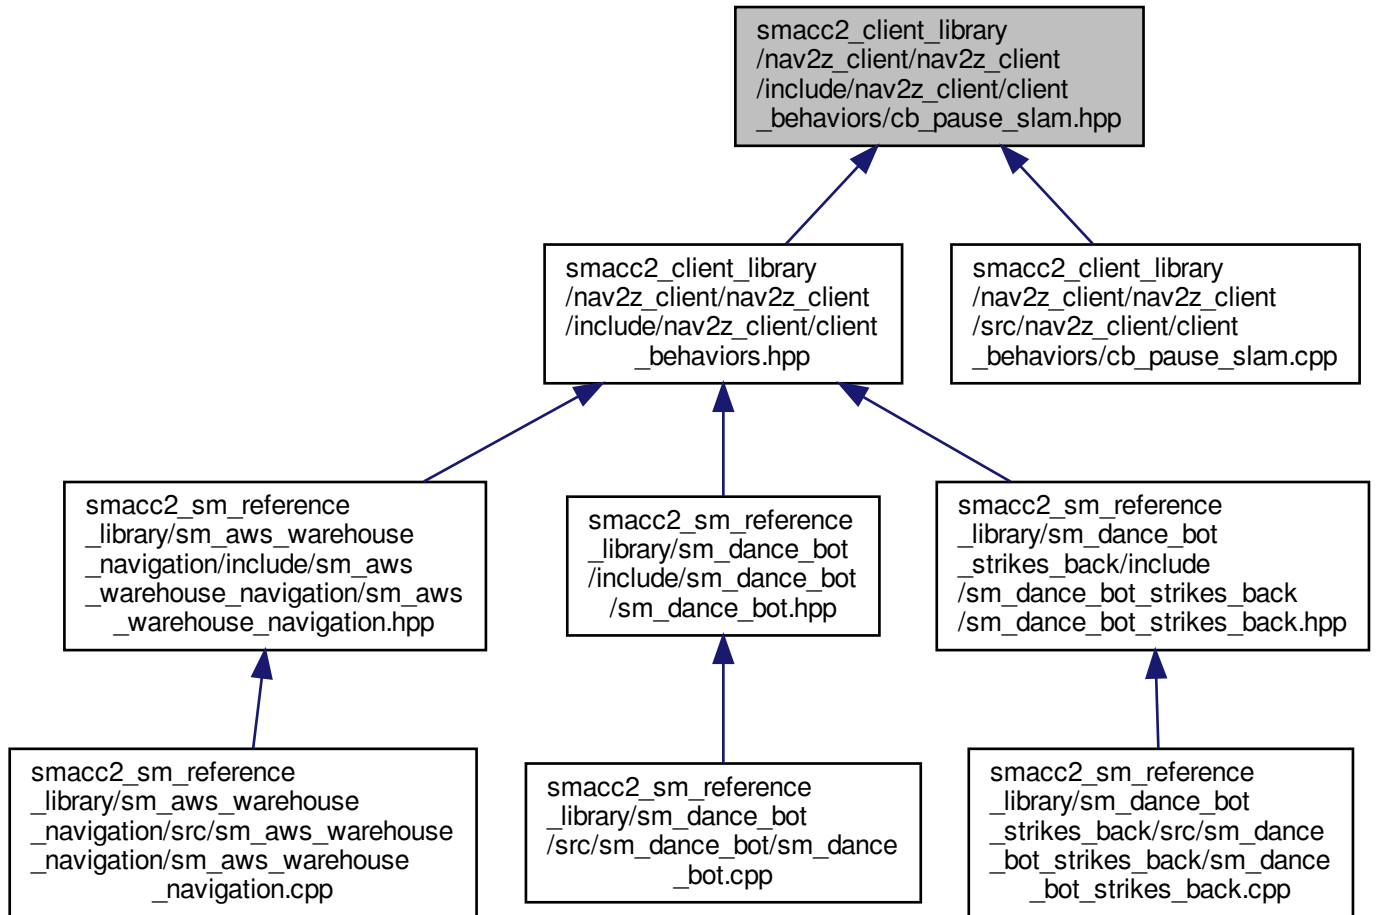 smacc2_client_library
/nav2z_client/nav2z_client
/include/nav2z_client/client
_behaviors/cb_pause_slam.hpp
smacc2_client_library
/nav2z_client/nav2z_client
/include/nav2z_client/client
_behaviors.hpp
smacc2_client_library
/nav2z_client/nav2z_client
/src/nav2z_client/client
_behaviors/cb_pause_slam.cpp
smacc2_sm_reference
_library/sm_aws_warehouse
_navigation/include/sm_aws
_warehouse_navigation/sm_aws
_warehouse_navigation.hpp
smacc2_sm_reference
_library/sm_dance_bot
/include/sm_dance_bot
/sm_dance_bot.hpp
smacc2_sm_reference
_library/sm_dance_bot
_strikes_back/include
/sm_dance_bot_strikes_back
/sm_dance_bot_strikes_back.hpp
smacc2_sm_reference
_library/sm_aws_warehouse
_navigation/src/sm_aws_warehouse
_navigation/sm_aws_warehouse
_navigation.cpp
smacc2_sm_reference
_library/sm_dance_bot
/src/sm_dance_bot/sm_dance
_bot.cpp
smacc2_sm_reference
_library/sm_dance_bot
_strikes_back/src/sm_dance
_bot_strikes_back/sm_dance
_bot_strikes_back.cpp